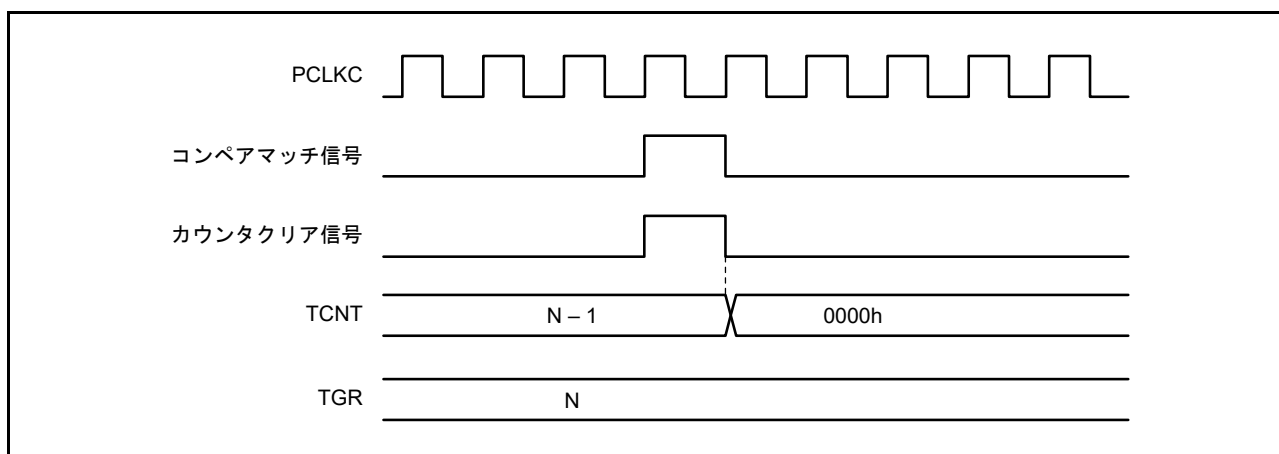 PCLKC
コンペアマッチ信号
カウンタクリア信号
TCNT N – 1 0000h
TGR N